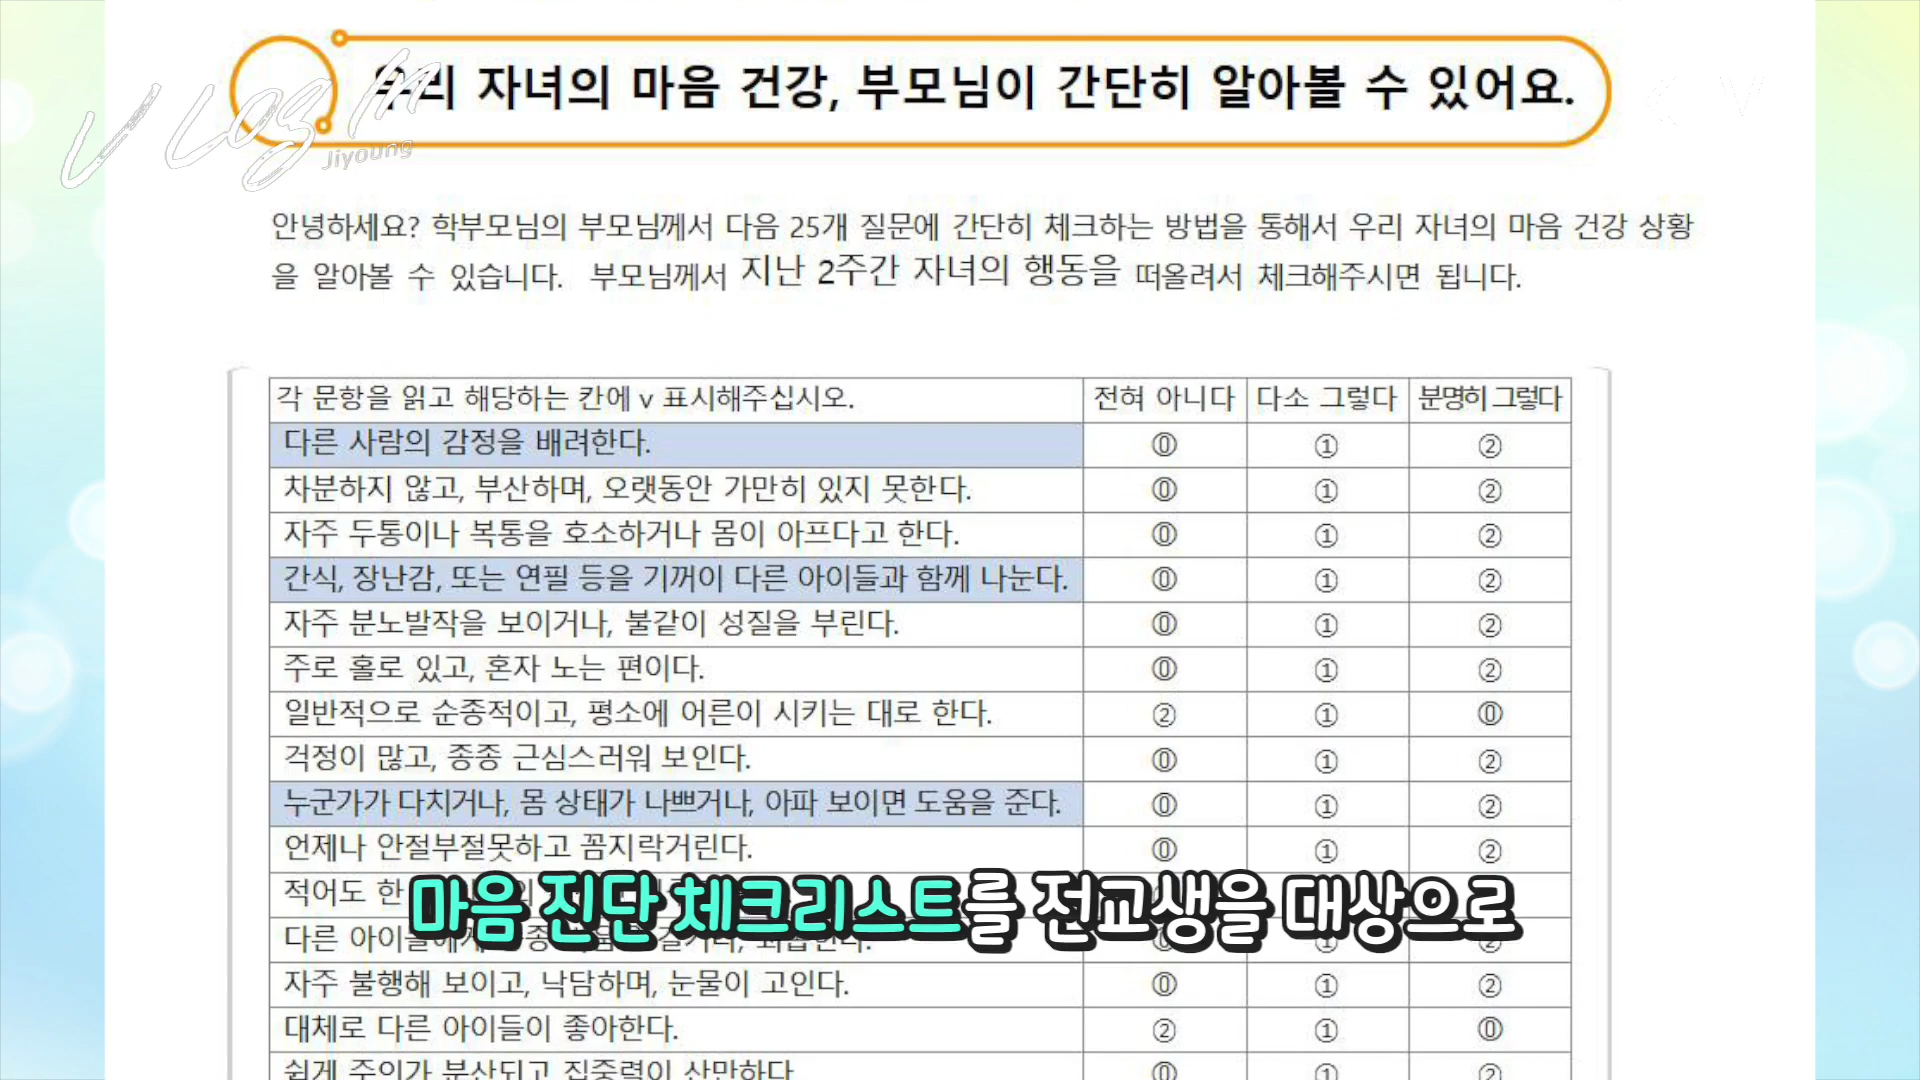 우리 자녀의 마음 건강, 부모님이 간단히 알아볼 수 있어요.
V Log In
Jiyoung
안녕하세요? 학부모님의 부모님께서 다음 25개 질문에 간단히 체크하는 방법을 통해서 우리 자녀의 마음 건강 상황
을 알아볼 수 있습니다. 부모님께서 지난 2주간 자녀의 행동을 떠올려서 체크해주시면 됩니다.
각 문항을 읽고 해당하는 칸에 v 표시해주십시오. 전혀 아니다 다소 그렇다 분명히 그렇다
다른 사람의 감정을 배려한다. ⓪ ① ②
차분하지 않고, 부산하며, 오랫동안 가만히 있지 못한다. ⓪ ① ②
자주 두통이나 복통을 호소하거나 몸이 아프다고 한다. ⓪ ① ②
간식, 장난감, 또는 연필 등을 기꺼이 다른 아이들과 함께 나눈다. ⓪ ① ②
자주 분노발작을 보이거나, 불같이 성질을 부린다. ⓪ ① ②
주로 홀로 있고, 혼자 노는 편이다. ⓪ ① ②
일반적으로 순종적이고, 평소에 어른이 시키는 대로 한다. ② ① ⓪
걱정이 많고, 종종 근심스러워 보인다. ⓪ ① ②
누군가가 다치거나, 몸 상태가 나쁘거나, 아파 보이면 도움을 준다. ⓪ ① ②
언제나 안절부절못하고 꼼지락거린다. ⓪ ① ②
적어도 한
마음 진단 체크리스트를 전교생을 대상으로
다른
자주 불행해 보이고, 낙담하며, 눈물이 고인다. ⓪ ① ②
대체로 다른 아이들이 좋아한다. ② ① ⓪
쉽게 주의가 분산되고 집중력이 산만하다 ⓪ ① ②